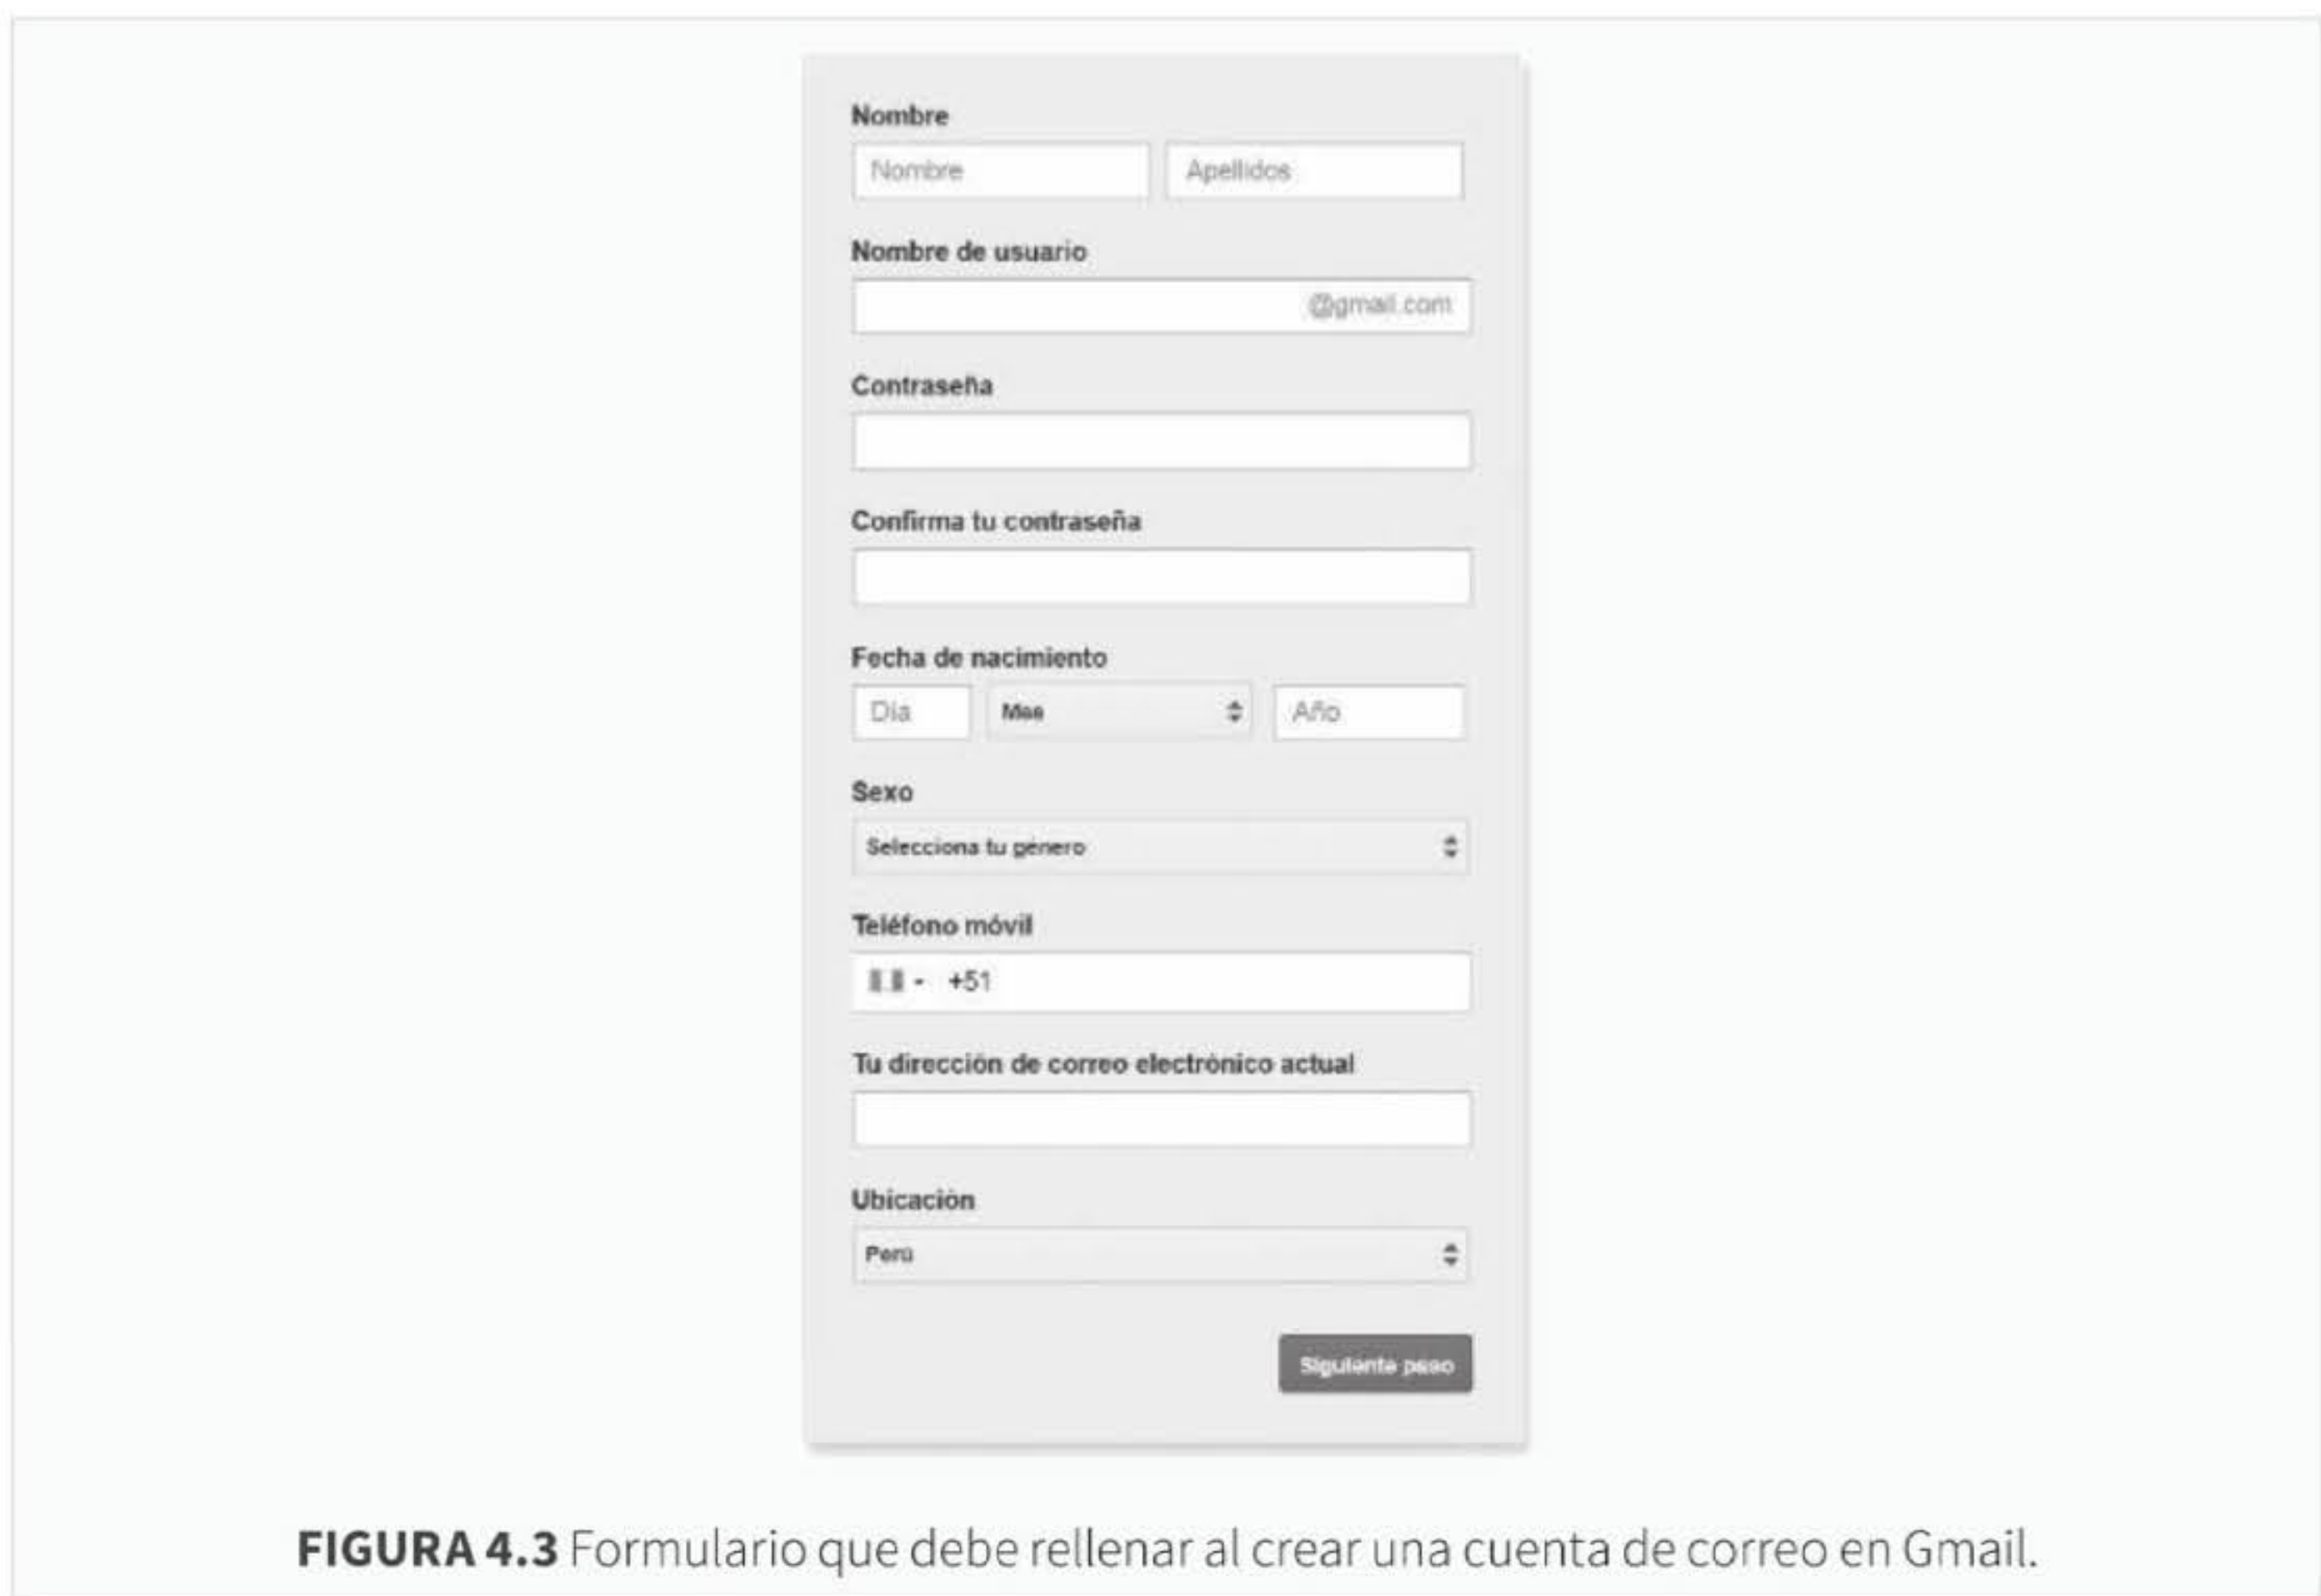 Nombre
Nombre Apellidos
Nombre de usuario
@gmail.com
Contraseña
Confirma tu contraseña
Fecha de nacimiento
Día Mes Año
Sexo
Selecciona tu género
Teléfono móvil
+51
Tu dirección de correo electrónico actual
Ubicación
Perú
Siguiente paso
FIGURA 4.3 Formulario que debe rellenar al crear una cuenta de correo en Gmail.